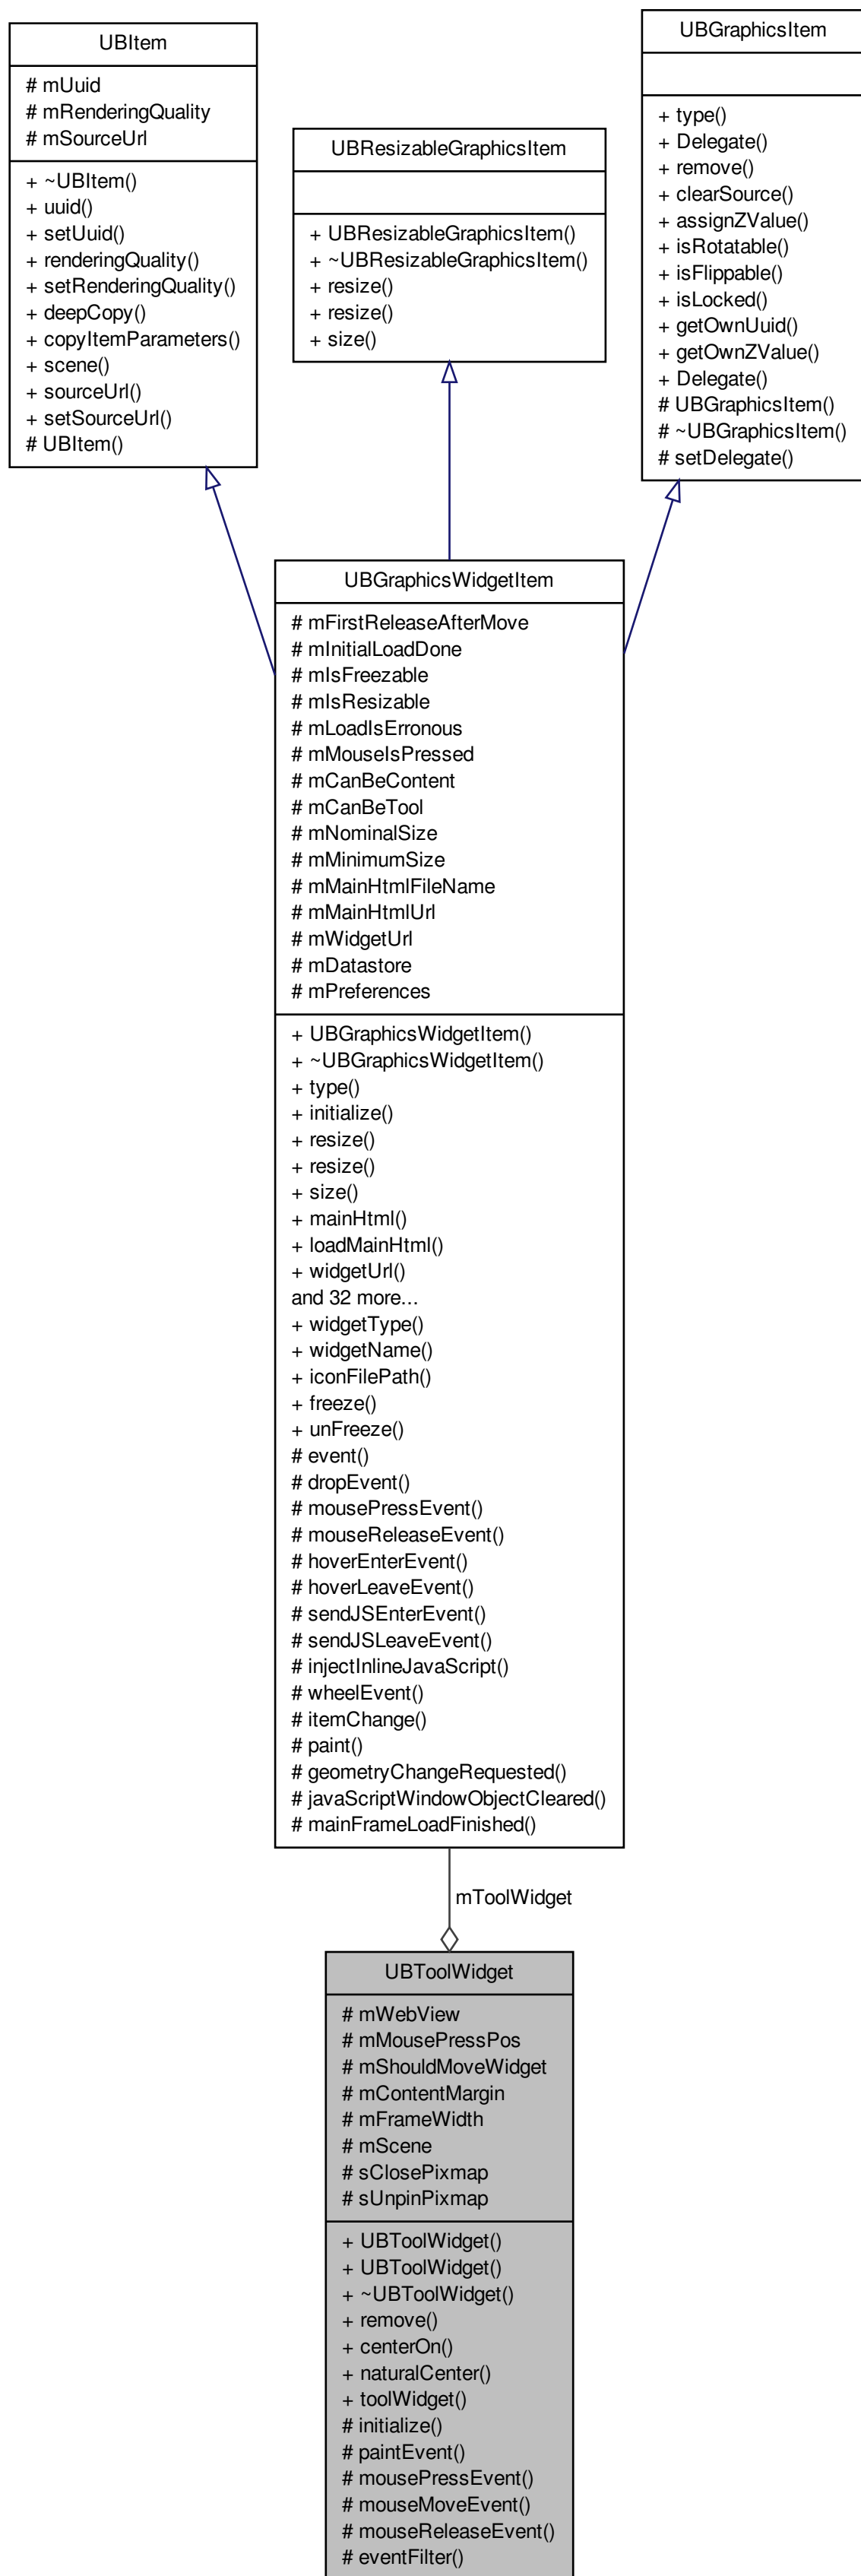 UBItem
# mUuid
# mRenderingQuality
# mSourceUrl
+ ~UBItem()
+ uuid()
+ setUuid()
+ renderingQuality()
+ setRenderingQuality()
+ deepCopy()
+ copyItemParameters()
+ scene()
+ sourceUrl()
+ setSourceUrl()
# UBItem()
UBResizableGraphicsItem
+ UBResizableGraphicsItem()
+ ~UBResizableGraphicsItem()
+ resize()
+ resize()
+ size()
UBGraphicsItem
+ type()
+ Delegate()
+ remove()
+ clearSource()
+ assignZValue()
+ isRotatable()
+ isFlippable()
+ isLocked()
+ getOwnUuid()
+ getOwnZValue()
+ Delegate()
# UBGraphicsItem()
# ~UBGraphicsItem()
# setDelegate()
UBGraphicsWidgetItem
# mFirstReleaseAfterMove
# mInitialLoadDone
# mIsFreezable
# mIsResizable
# mLoadIsErronous
# mMouseIsPressed
# mCanBeContent
# mCanBeTool
# mNominalSize
# mMinimumSize
# mMainHtmlFileName
# mMainHtmlUrl
# mWidgetUrl
# mDatastore
# mPreferences
+ UBGraphicsWidgetItem()
+ ~UBGraphicsWidgetItem()
+ type()
+ initialize()
+ resize()
+ resize()
+ size()
+ mainHtml()
+ loadMainHtml()
+ widgetUrl()
and 32 more...
+ widgetType()
+ widgetName()
+ iconFilePath()
+ freeze()
+ unFreeze()
# event()
# dropEvent()
# mousePressEvent()
# mouseReleaseEvent()
# hoverEnterEvent()
# hoverLeaveEvent()
# sendJSEnterEvent()
# sendJSLeaveEvent()
# injectInlineJavaScript()
# wheelEvent()
# itemChange()
# paint()
# geometryChangeRequested()
# javaScriptWindowObjectCleared()
# mainFrameLoadFinished()
mToolWidget
UBToolWidget
# mWebView
# mMousePressPos
# mShouldMoveWidget
# mContentMargin
# mFrameWidth
# mScene
# sClosePixmap
# sUnpinPixmap
+ UBToolWidget()
+ UBToolWidget()
+ ~UBToolWidget()
+ remove()
+ centerOn()
+ naturalCenter()
+ toolWidget()
# initialize()
# paintEvent()
# mousePressEvent()
# mouseMoveEvent()
# mouseReleaseEvent()
# eventFilter()